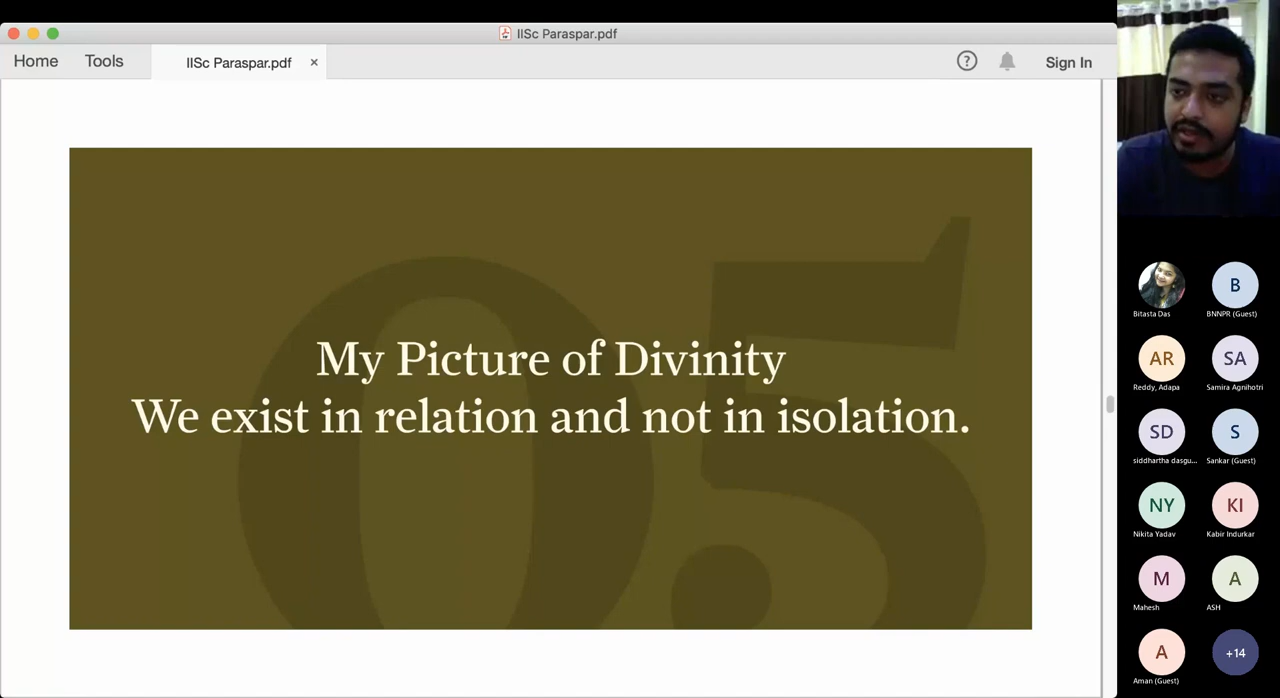 IISc Paraspar.pdf
Home
Tools
IISc Paraspar.pdf
×
?
Sign In
05
My Picture of Divinity
We exist in relation and not in isolation.
Bitasta Das
B
BNNPR (Guest)
AR
Reddy, Adapa
SA
Samira Agnihotri
SD
siddhartha dasgu...
S
Sankar (Guest)
NY
Nikita Yadav
KI
Kabir Indurkar
M
Mahesh
A
ASH
A
Aman (Guest)
+14